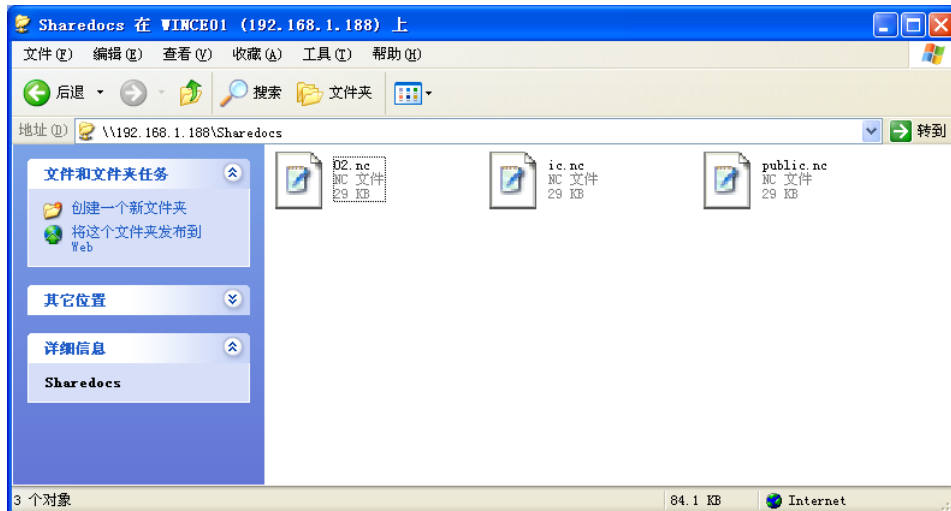 Sharedocs 在 WINCE01 (192.168.1.188) 上
文件(F) 编辑(E) 查看(V) 收藏(A) 工具(T) 帮助(H)
后退 搜索 文件夹
地址(D) \\192.168.1.188\Sharedocs 转到
文件和文件夹任务
创建一个新文件夹
将这个文件夹发布到
Web
其它位置
详细信息
Sharedocs
02.nc
NC 文件
29 KB
ic.nc
NC 文件
29 KB
public.nc
NC 文件
29 KB
3 个对象 84.1 KB Internet